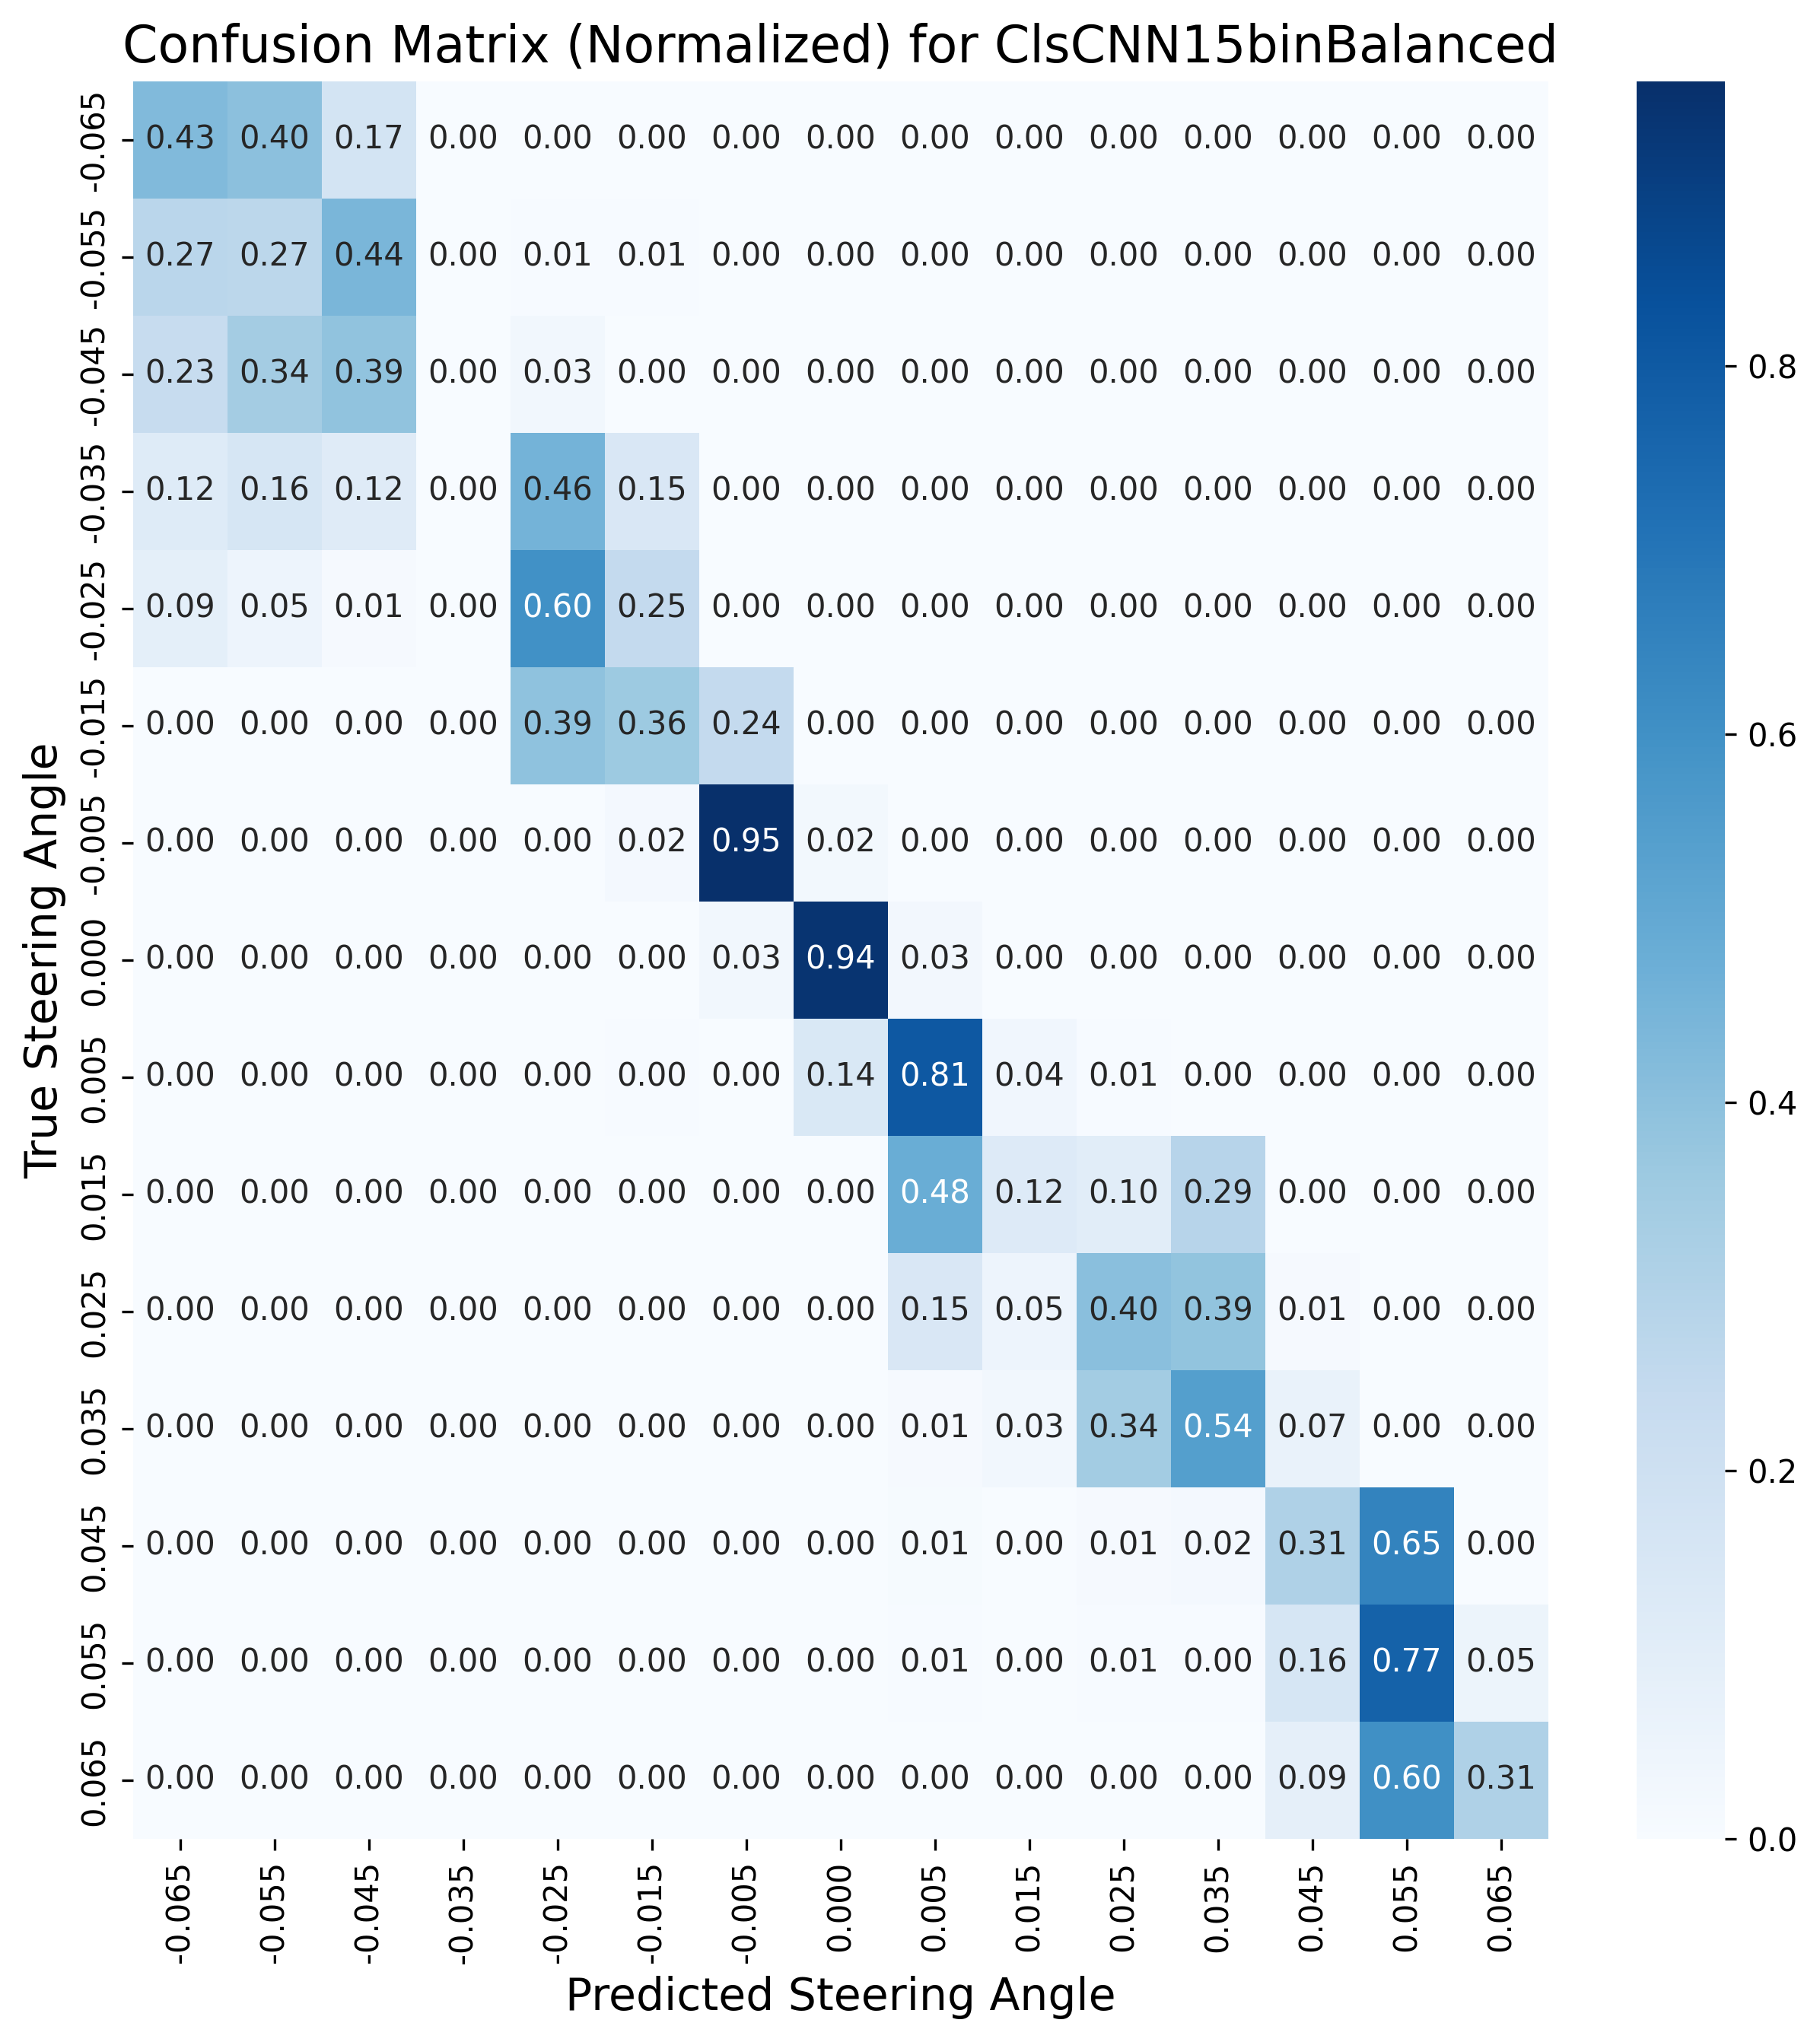 Confusion Matrix (Normalized) for ClsCNN15binBalanced
True Steering Angle
-0.065 0.43 0.40 0.17 0.00 0.00 0.00 0.00 0.00 0.00 0.00 0.00 0.00 0.00 0.00 0.00
-0.055 0.27 0.27 0.44 0.00 0.01 0.01 0.00 0.00 0.00 0.00 0.00 0.00 0.00 0.00 0.00
-0.045 0.23 0.34 0.39 0.00 0.03 0.00 0.00 0.00 0.00 0.00 0.00 0.00 0.00 0.00 0.00
-0.035 0.12 0.16 0.12 0.00 0.46 0.15 0.00 0.00 0.00 0.00 0.00 0.00 0.00 0.00 0.00
-0.025 0.09 0.05 0.01 0.00 0.60 0.25 0.00 0.00 0.00 0.00 0.00 0.00 0.00 0.00 0.00
-0.015 0.00 0.00 0.00 0.00 0.39 0.36 0.24 0.00 0.00 0.00 0.00 0.00 0.00 0.00 0.00
-0.005 0.00 0.00 0.00 0.00 0.00 0.02 0.95 0.02 0.00 0.00 0.00 0.00 0.00 0.00 0.00
0.000 0.00 0.00 0.00 0.00 0.00 0.00 0.03 0.94 0.03 0.00 0.00 0.00 0.00 0.00 0.00
0.005 0.00 0.00 0.00 0.00 0.00 0.00 0.00 0.14 0.81 0.04 0.01 0.00 0.00 0.00 0.00
0.015 0.00 0.00 0.00 0.00 0.00 0.00 0.00 0.00 0.48 0.12 0.10 0.29 0.00 0.00 0.00
0.025 0.00 0.00 0.00 0.00 0.00 0.00 0.00 0.00 0.15 0.05 0.40 0.39 0.01 0.00 0.00
0.035 0.00 0.00 0.00 0.00 0.00 0.00 0.00 0.00 0.01 0.03 0.34 0.54 0.07 0.00 0.00
0.045 0.00 0.00 0.00 0.00 0.00 0.00 0.00 0.00 0.01 0.00 0.01 0.02 0.31 0.65 0.00
0.055 0.00 0.00 0.00 0.00 0.00 0.00 0.00 0.00 0.01 0.00 0.01 0.00 0.16 0.77 0.05
0.065 0.00 0.00 0.00 0.00 0.00 0.00 0.00 0.00 0.00 0.00 0.00 0.00 0.09 0.60 0.31
-0.065 -0.055 -0.045 -0.035 -0.025 -0.015 -0.005 0.000 0.005 0.015 0.025 0.035 0.045 0.055 0.065
Predicted Steering Angle
0.8
0.6
0.4
0.2
0.0